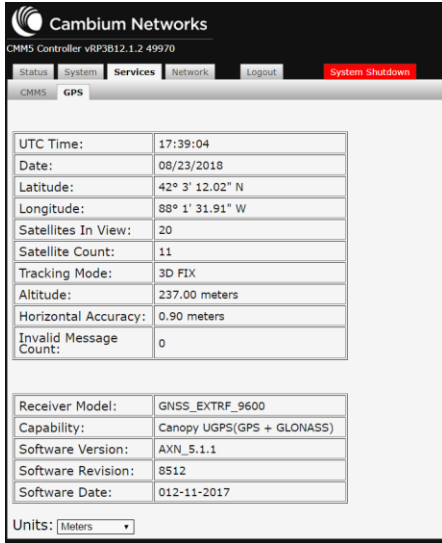 Cambium Networks
CMM5 Controller vRP3B12.1.2 49970
Status System Services Network Logout System Shutdown
CMM5 GPS
UTC Time: 17:39:04
Date: 08/23/2018
Latitude: 42° 3' 12.02" N
Longitude: 88° 1' 31.91" W
Satellites In View: 20
Satellite Count: 11
Tracking Mode: 3D FIX
Altitude: 237.00 meters
Horizontal Accuracy: 0.90 meters
Invalid Message
Count: 0
Receiver Model: GNSS_EXTRF_9600
Capability: Canopy UGPS(GPS + GLONASS)
Software Version: AXN_5.1.1
Software Revision: 8512
Software Date: 012-11-2017
Units: Meters